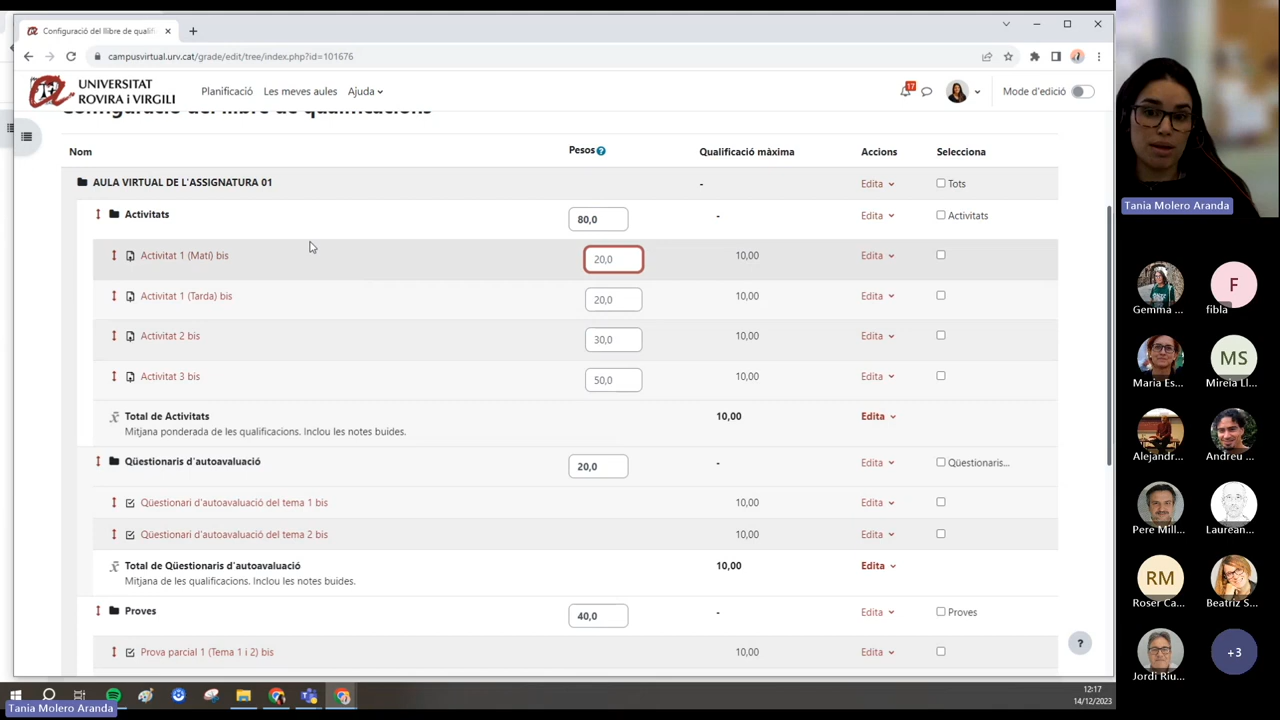 Configuració del llibre de qualifi
campusvirtual.urv.cat/grade/edit/tree/index.php?id=101676
UNIVERSITAT
ROVIRA i VIRGILI
Planificació
Les meves aules
Ajuda
17
Mode d'edició
Configuració del llibre de qualificacions
Nom
Pesos
Qualificació màxima
Accions
Selecciona
AULA VIRTUAL DE L'ASSIGNATURA 01
-
Edita
Tots
Activitats
80,0
-
Edita
Activitats
Activitat 1 (Matí) bis
20,0
10,00
Edita
Activitat 1 (Tarda) bis
20,0
10,00
Edita
Activitat 2 bis
30,0
10,00
Edita
Activitat 3 bis
50,0
10,00
Edita
Total de Activitats
10,00
Edita
Mitjana ponderada de les qualificacions. Inclou les notes buides.
Qüestionaris d'autoavaluació
20,0
-
Edita
Qüestionaris...
Qüestionari d'autoavaluació del tema 1 bis
10,00
Edita
Qüestionari d'autoavaluació del tema 2 bis
10,00
Edita
Total de Qüestionaris d'autoavaluació
10,00
Edita
Mitjana de les qualificacions. Inclou les notes buides.
Proves
40,0
-
Edita
Proves
Prova parcial 1 (Tema 1 i 2) bis
10,00
Edita
?
12:17
14/12/2023
Tania Molero Aranda
Tania Molero Aranda
Gemma ...
F
fibla
Maria Es...
MS
Mireia Ll...
Alejandr...
Andreu ...
Pere Mill...
Laurean...
RM
Roser Ca...
Beatriz S...
Jordi Riu...
+3